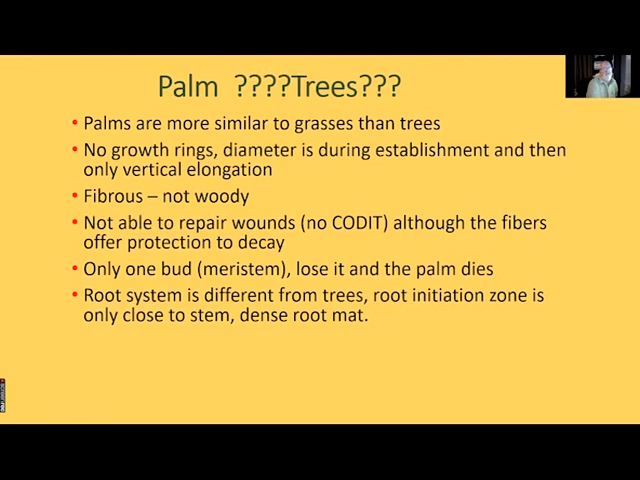 Palm ????Trees???
• Palms are more similar to grasses than trees
• No growth rings, diameter is during establishment and then
only vertical elongation
• Fibrous – not woody
• Not able to repair wounds (no CODIT) although the fibers
offer protection to decay
• Only one bud (meristem), lose it and the palm dies
• Root system is different from trees, root initiation zone is
only close to stem, dense root mat.